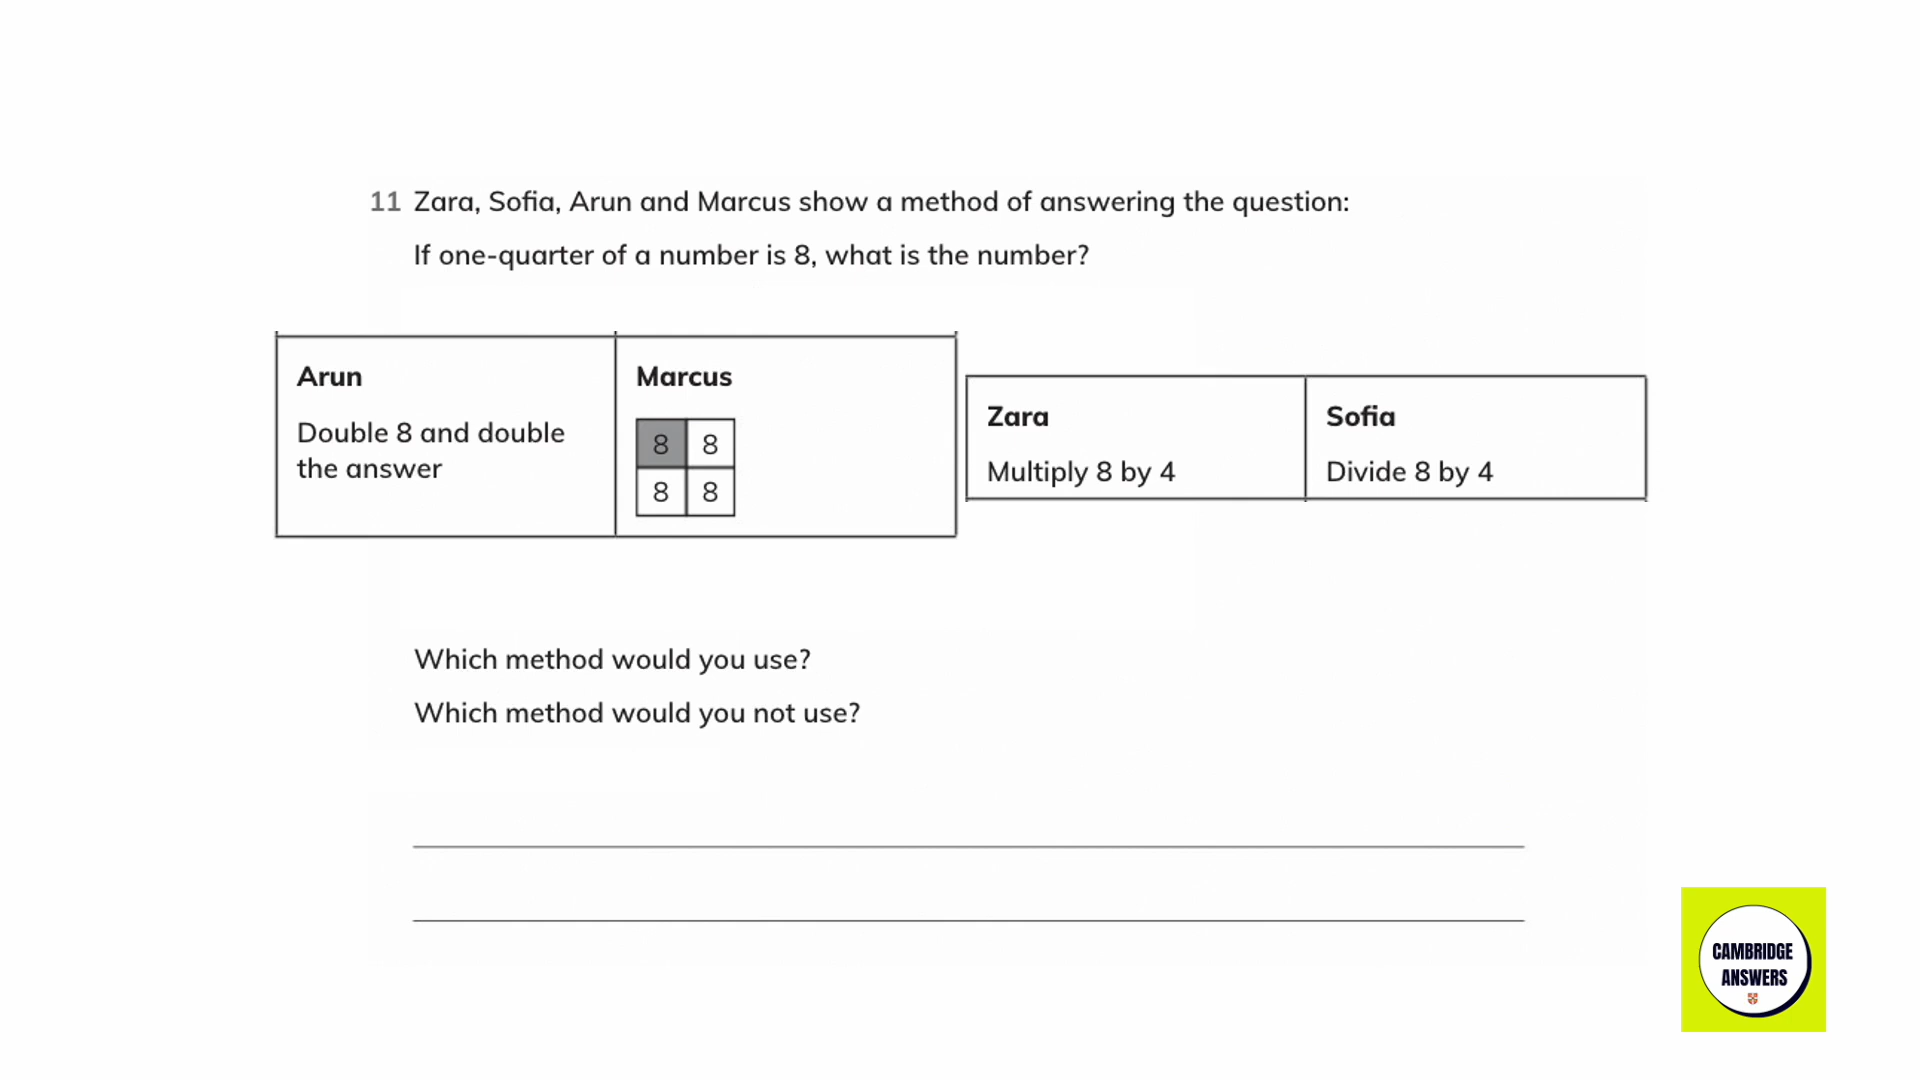 11 Zara, Sofia, Arun and Marcus show a method of answering the question:
If one-quarter of a number is 8, what is the number?
Arun
Double 8 and double
the answer
Marcus
8 8
8 8
Zara
Multiply 8 by 4
Sofia
Divide 8 by 4
Which method would you use?
Which method would you not use?
CAMBRIDGE
ANSWERS